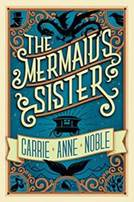 THE
MERMAID'S
SISTER
CARRIE • ANNE • NOBLE